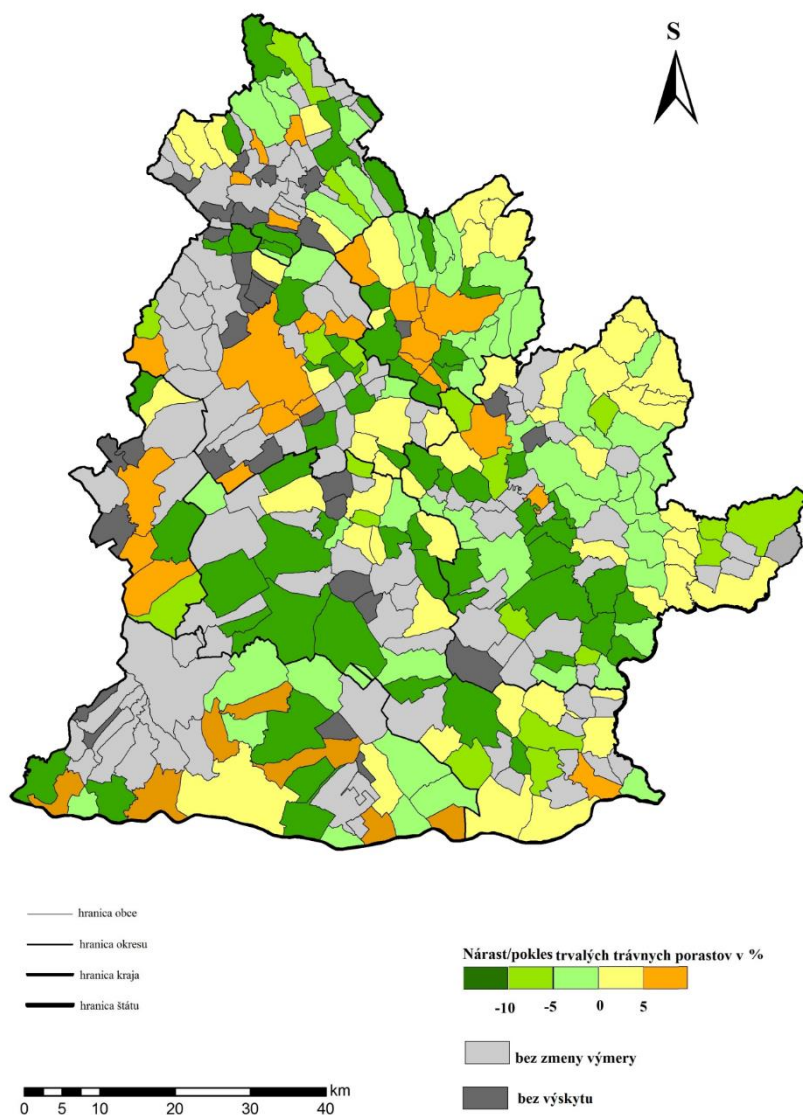 S
hranica obce
hranica okresu
hranica kraja
hranica štátu
Nárast/pokles trvalých trávnych porastov v %
-10 -5 0 5
bez zmeny výmery
bez výskytu
km
0 5 10 20 30 40